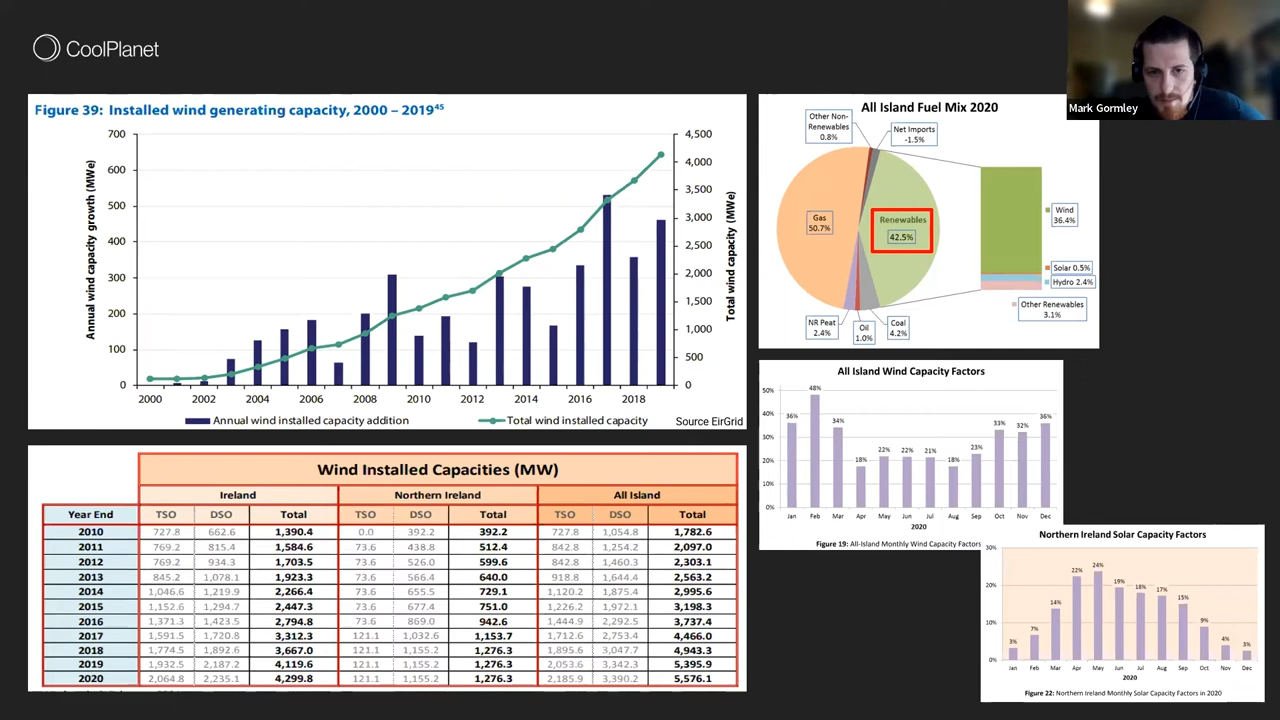 CoolPlanet
Mark Gormley
Figure 39: Installed wind generating capacity, 2000 – 2019⁴⁵
Annual wind capacity growth (MWe)
700
600
500
400
300
200
100
0
4,500
4,000
3,500
3,000
2,500
2,000
1,500
1,000
500
0
Total wind capacity (MWe)
2000 2002 2004 2006 2008 2010 2012 2014 2016 2018
Annual wind installed capacity addition Total wind installed capacity Source EirGrid
All Island Fuel Mix 2020
Other Non-
Renewables
0.8%
Net Imports
-1.5%
Gas
50.7%
Renewables
42.5%
Wind
36.4%
Solar 0.5%
Hydro 2.4%
Other Renewables
3.1%
NR Peat
2.4%
Oil
1.0%
Coal
4.2%
All Island Wind Capacity Factors
50%
40%
30%
20%
10%
0%
36% 48% 34% 18% 22% 22% 21% 18% 23% 33% 32% 36%
Jan Feb Mar Apr May Jun Jul Aug Sep Oct Nov Dec
2020
Figure 19: All-Island Monthly Wind Capacity Factors
Wind Installed Capacities (MW)
Ireland Northern Ireland All Island
Year End TSO DSO Total TSO DSO Total TSO DSO Total
2010 727.8 662.6 1,390.4 0.0 392.2 392.2 727.8 1,054.8 1,782.6
2011 769.2 815.4 1,584.6 73.6 438.8 512.4 842.8 1,254.2 2,097.0
2012 769.2 934.3 1,703.5 73.6 526.0 599.6 842.8 1,460.3 2,303.1
2013 845.2 1,078.1 1,923.3 73.6 566.4 640.0 918.8 1,644.4 2,563.2
2014 1,046.6 1,219.9 2,266.4 73.6 655.5 729.1 1,120.2 1,875.4 2,995.6
2015 1,152.6 1,294.7 2,447.3 73.6 677.4 751.0 1,226.2 1,972.1 3,198.3
2016 1,371.3 1,423.5 2,794.8 73.6 869.0 942.6 1,444.9 2,292.5 3,737.4
2017 1,591.5 1,720.8 3,312.3 121.1 1,032.6 1,153.7 1,712.6 2,753.4 4,466.0
2018 1,774.5 1,892.6 3,667.0 121.1 1,155.2 1,276.3 1,895.6 3,047.7 4,943.3
2019 1,932.5 2,187.2 4,119.6 121.1 1,155.2 1,276.3 2,053.6 3,342.3 5,395.9
2020 2,064.8 2,235.1 4,299.8 121.1 1,155.2 1,276.3 2,185.9 3,390.2 5,576.1
Northern Ireland Solar Capacity Factors
30%
20%
10%
0%
3% 7% 14% 22% 24% 19% 18% 17% 15% 9% 4% 3%
Jan Feb Mar Apr May Jun Jul Aug Sep Oct Nov Dec
2020
Figure 22: Northern Ireland Monthly Solar Capacity Factors in 2020